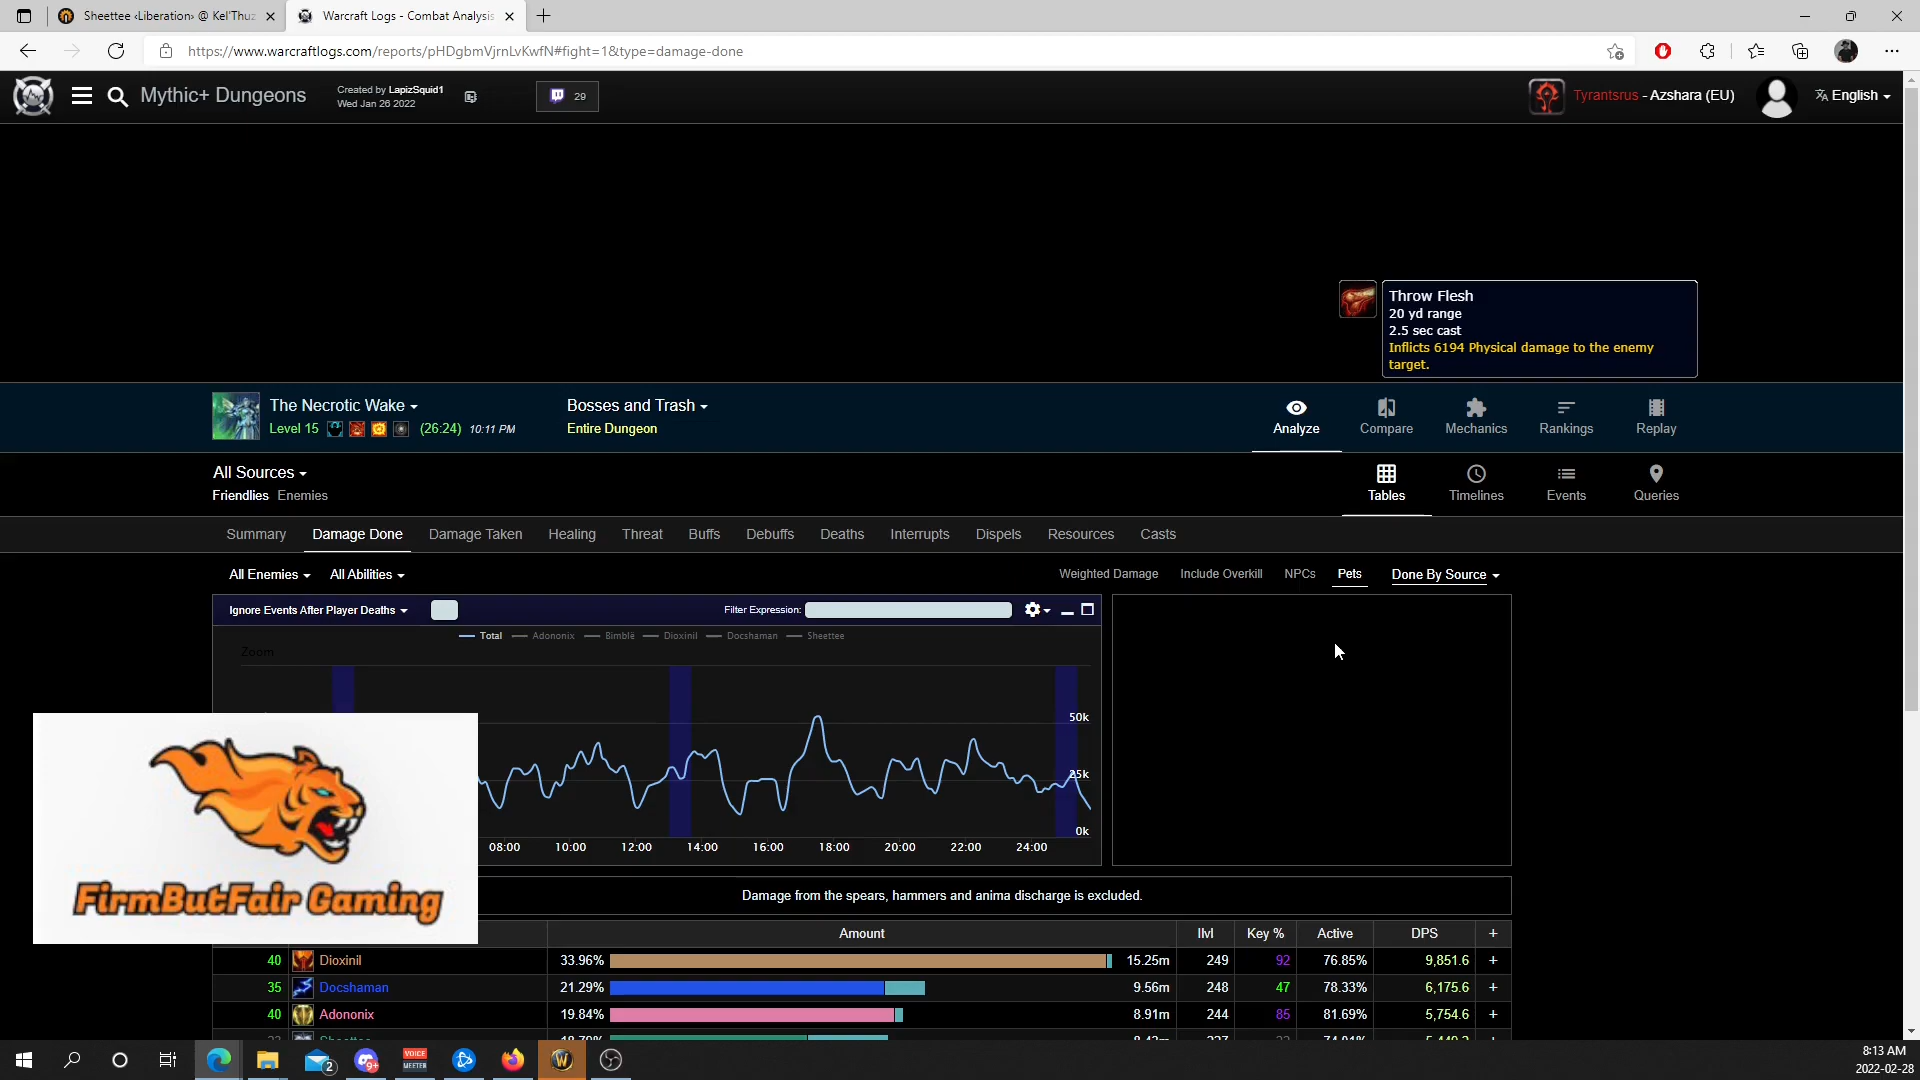 Sheettee ‹Liberation› @ Kel'Thuz
Warcraft Logs - Combat Analysis
https://www.warcraftlogs.com/reports/pHDgbmVjrnLvKwfN#fight=1&type=damage-done
Mythic+ Dungeons
Created by LapizSquid1
Wed Jan 26 2022
29
Tyrantsrus - Azshara (EU)
English
Throw Flesh
20 yd range
2.5 sec cast
Inflicts 6194 Physical damage to the enemy
target.
The Necrotic Wake
Level 15 (26:24) 10:11 PM
Bosses and Trash
Entire Dungeon
Analyze Compare Mechanics Rankings Replay
All Sources
Friendlies Enemies
Tables Timelines Events Queries
Summary Damage Done Damage Taken Healing Threat Buffs Debuffs Deaths Interrupts Dispels Resources Casts
All Enemies All Abilities
Weighted Damage Include Overkill NPCs Pets Done By Source
Ignore Events After Player Deaths
Filter Expression:
Total Adononix Bimblë Dioxinil Docshaman Sheettee
Zoom
50k
25k
0k
08:00 10:00 12:00 14:00 16:00 18:00 20:00 22:00 24:00
FirmButFair Gaming
Damage from the spears, hammers and anima discharge is excluded.
Amount Ilvl Key % Active DPS +
40 Dioxinil 33.96% 15.25m 249 92 76.85% 9,851.6 +
35 Docshaman 21.29% 9.56m 248 47 78.33% 6,175.6 +
40 Adononix 19.84% 8.91m 244 85 81.69% 5,754.6 +
2
9+
VOICE
MEETER
8:13 AM
2022-02-28